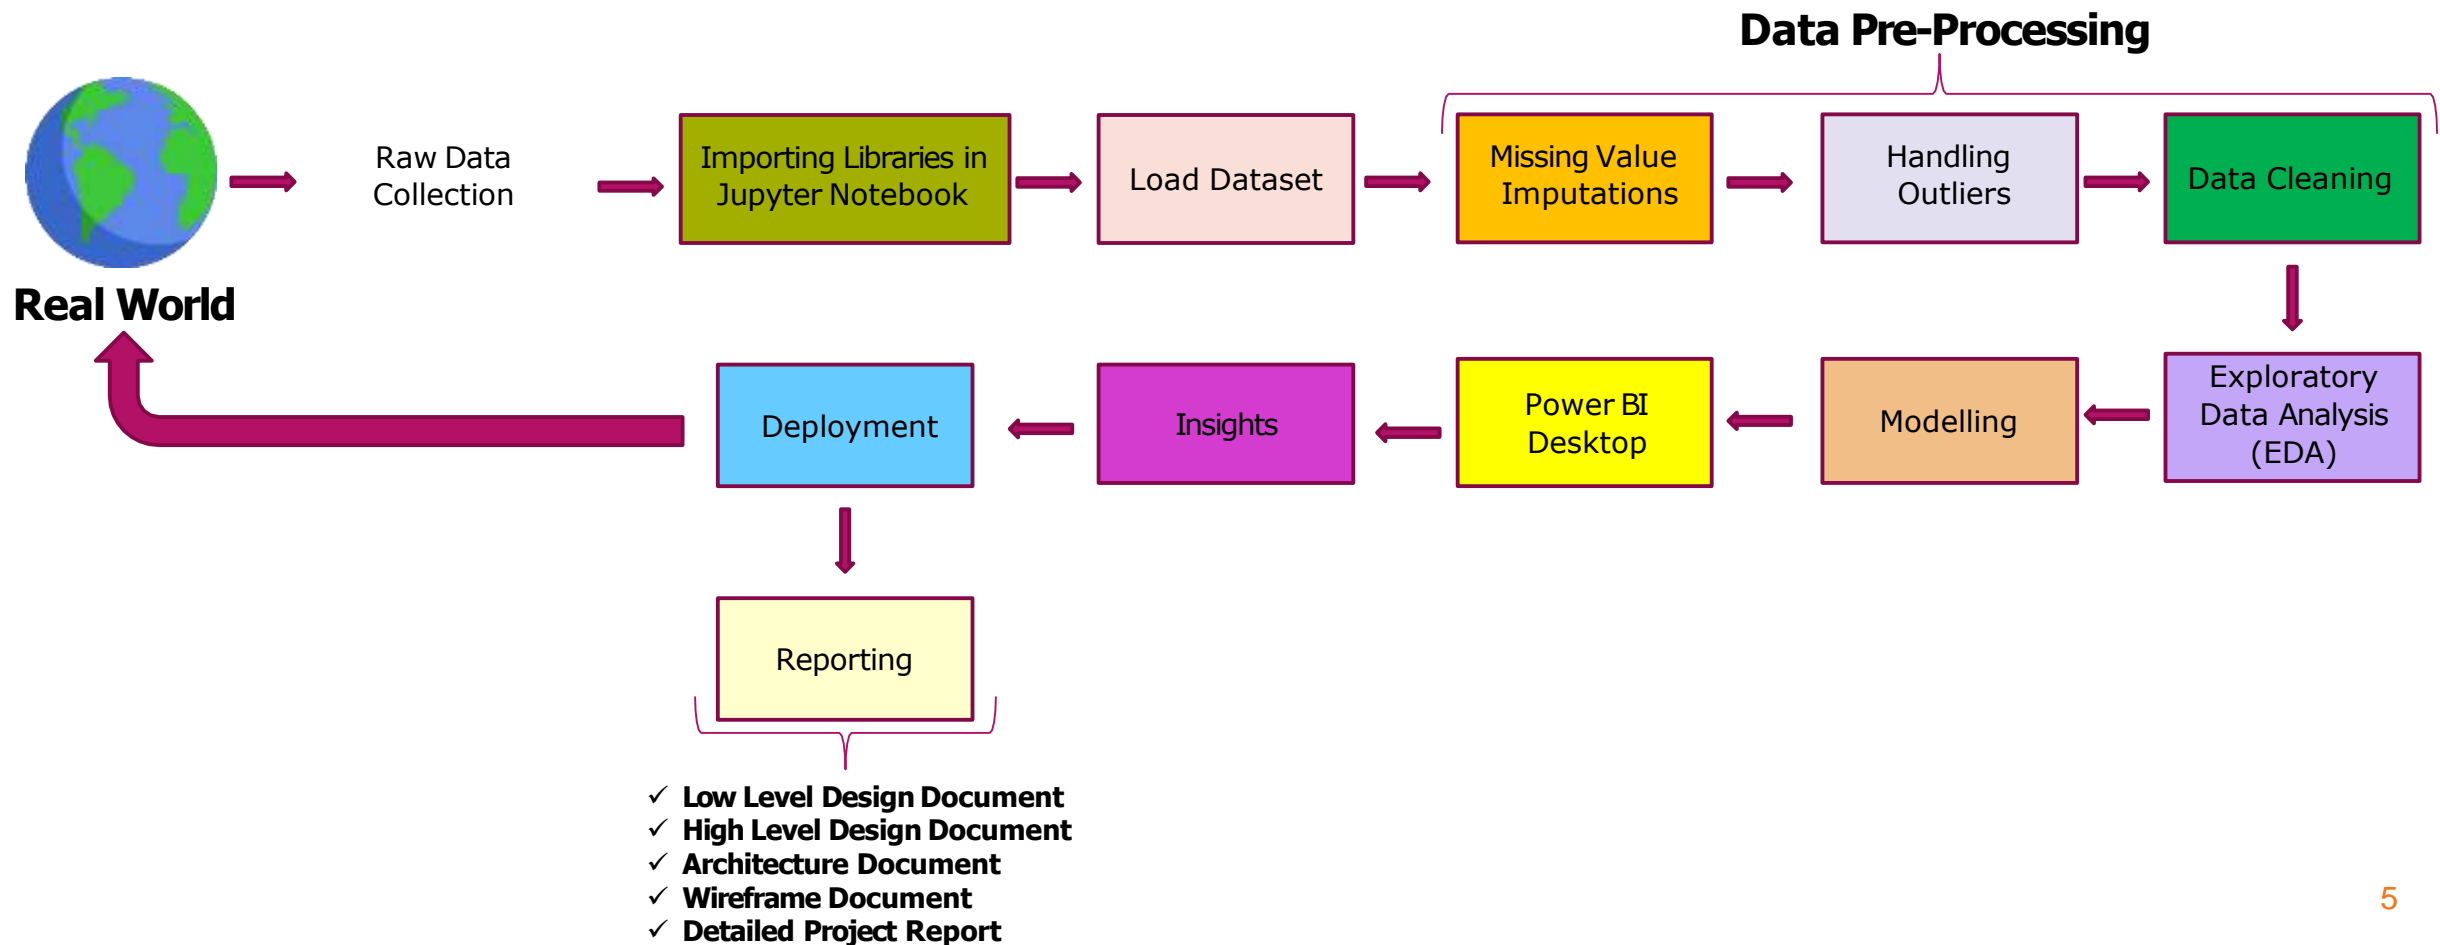 Data Pre-Processing
Raw Data
Collection
Importing Libraries in
Jupyter Notebook
Load Dataset
Missing Value
Imputations
Handling
Outliers
Data Cleaning
Real World
Deployment
Insights
Power BI
Desktop
Modelling
Exploratory
Data Analysis
(EDA)
Reporting
✓ Low Level Design Document
✓ High Level Design Document
✓ Architecture Document
✓ Wireframe Document
✓ Detailed Project Report
5